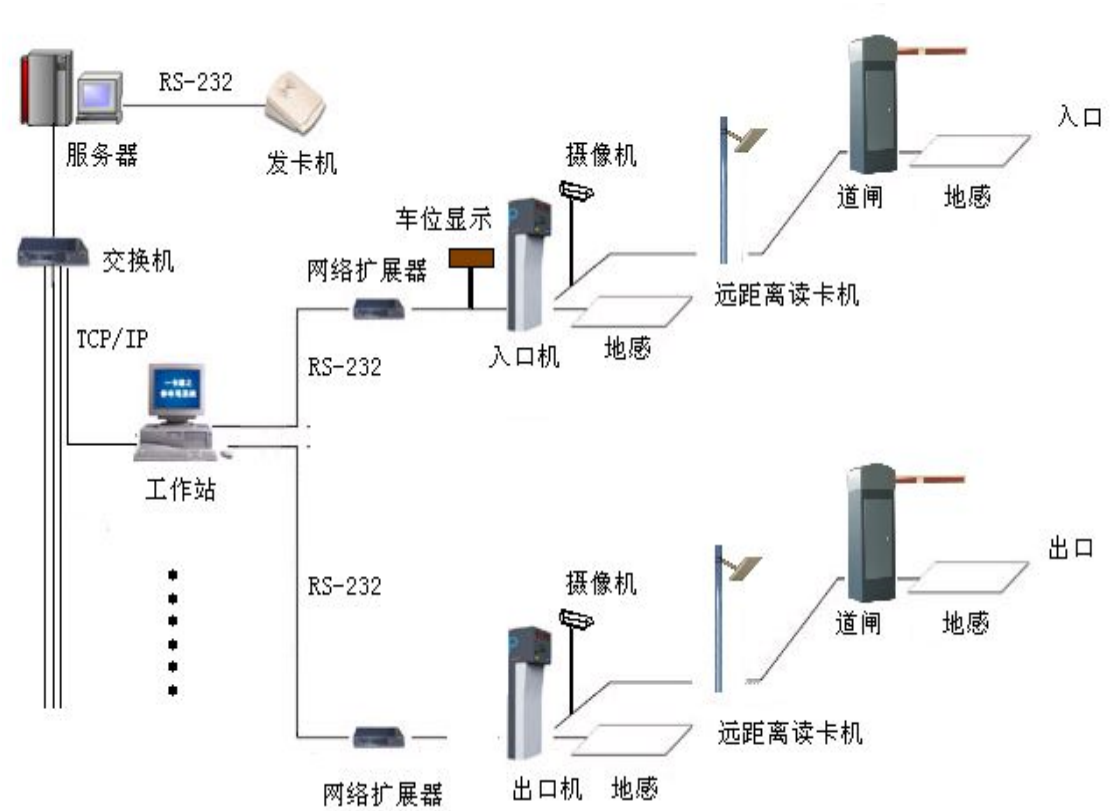 RS-232
服务器
发卡机
交换机
TCP/IP
工作站
摄像机
入口
道闸
地感
车位显示
网络扩展器
远距离读卡机
入口机
地感
RS-232
RS-232
摄像机
出口
道闸
地感
远距离读卡机
网络扩展器
出口机
地感